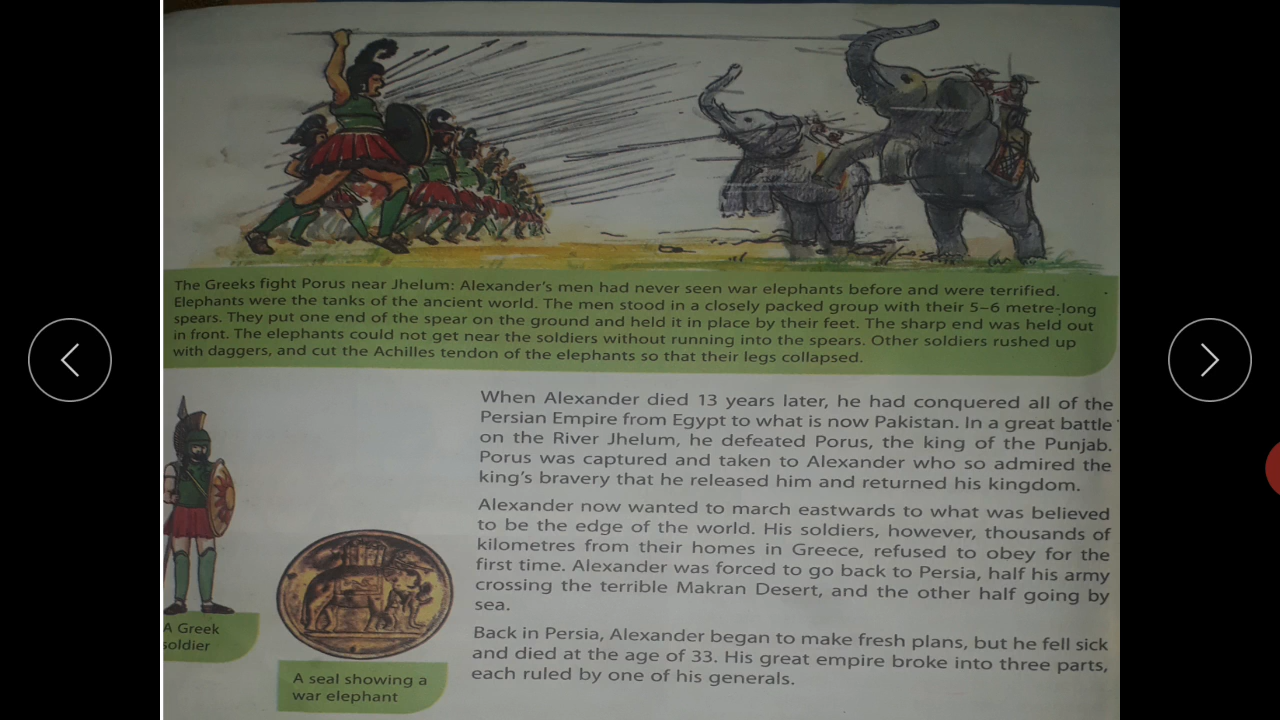 The Greeks fight Porus near Jhelum: Alexander's men had never seen war elephants before and were terrified.
Elephants were the tanks of the ancient world. The men stood in a closely packed group with their 5–6 metre-long
spears. They put one end of the spear on the ground and held it in place by their feet. The sharp end was held out
in front. The elephants could not get near the soldiers without running into the spears. Other soldiers rushed up
with daggers, and cut the Achilles tendon of the elephants so that their legs collapsed.
When Alexander died 13 years later, he had conquered all of the
Persian Empire from Egypt to what is now Pakistan. In a great battle
on the River Jhelum, he defeated Porus, the king of the Punjab.
Porus was captured and taken to Alexander who so admired the
king's bravery that he released him and returned his kingdom.
Alexander now wanted to march eastwards to what was believed
to be the edge of the world. His soldiers, however, thousands of
kilometres from their homes in Greece, refused to obey for the
first time. Alexander was forced to go back to Persia, half his army
crossing the terrible Makran Desert, and the other half going by
sea.
Back in Persia, Alexander began to make fresh plans, but he fell sick
and died at the age of 33. His great empire broke into three parts,
each ruled by one of his generals.
A Greek
soldier
A seal showing a
war elephant